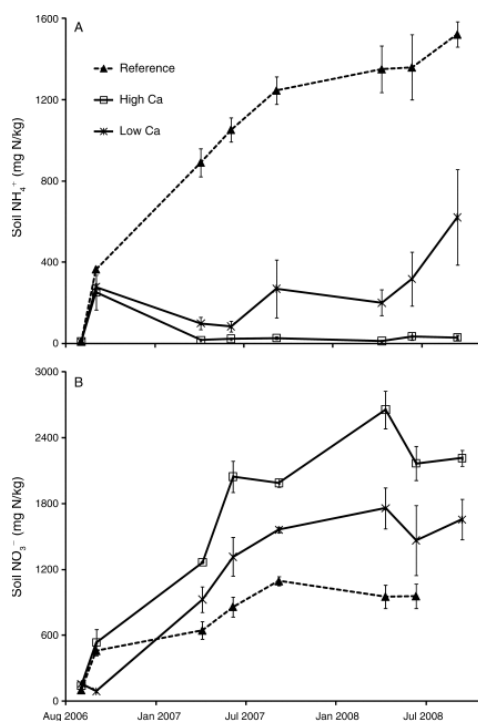 A
Reference
High Ca
Low Ca
1600
1200
800
400
0
Soil NH₄⁺ (mg N/kg)
B
3000
2400
1800
1200
600
0
Soil NO₃⁻ (mg N/kg)
Aug 2006 Jan 2007 Jul 2007 Jan 2008 Jul 2008